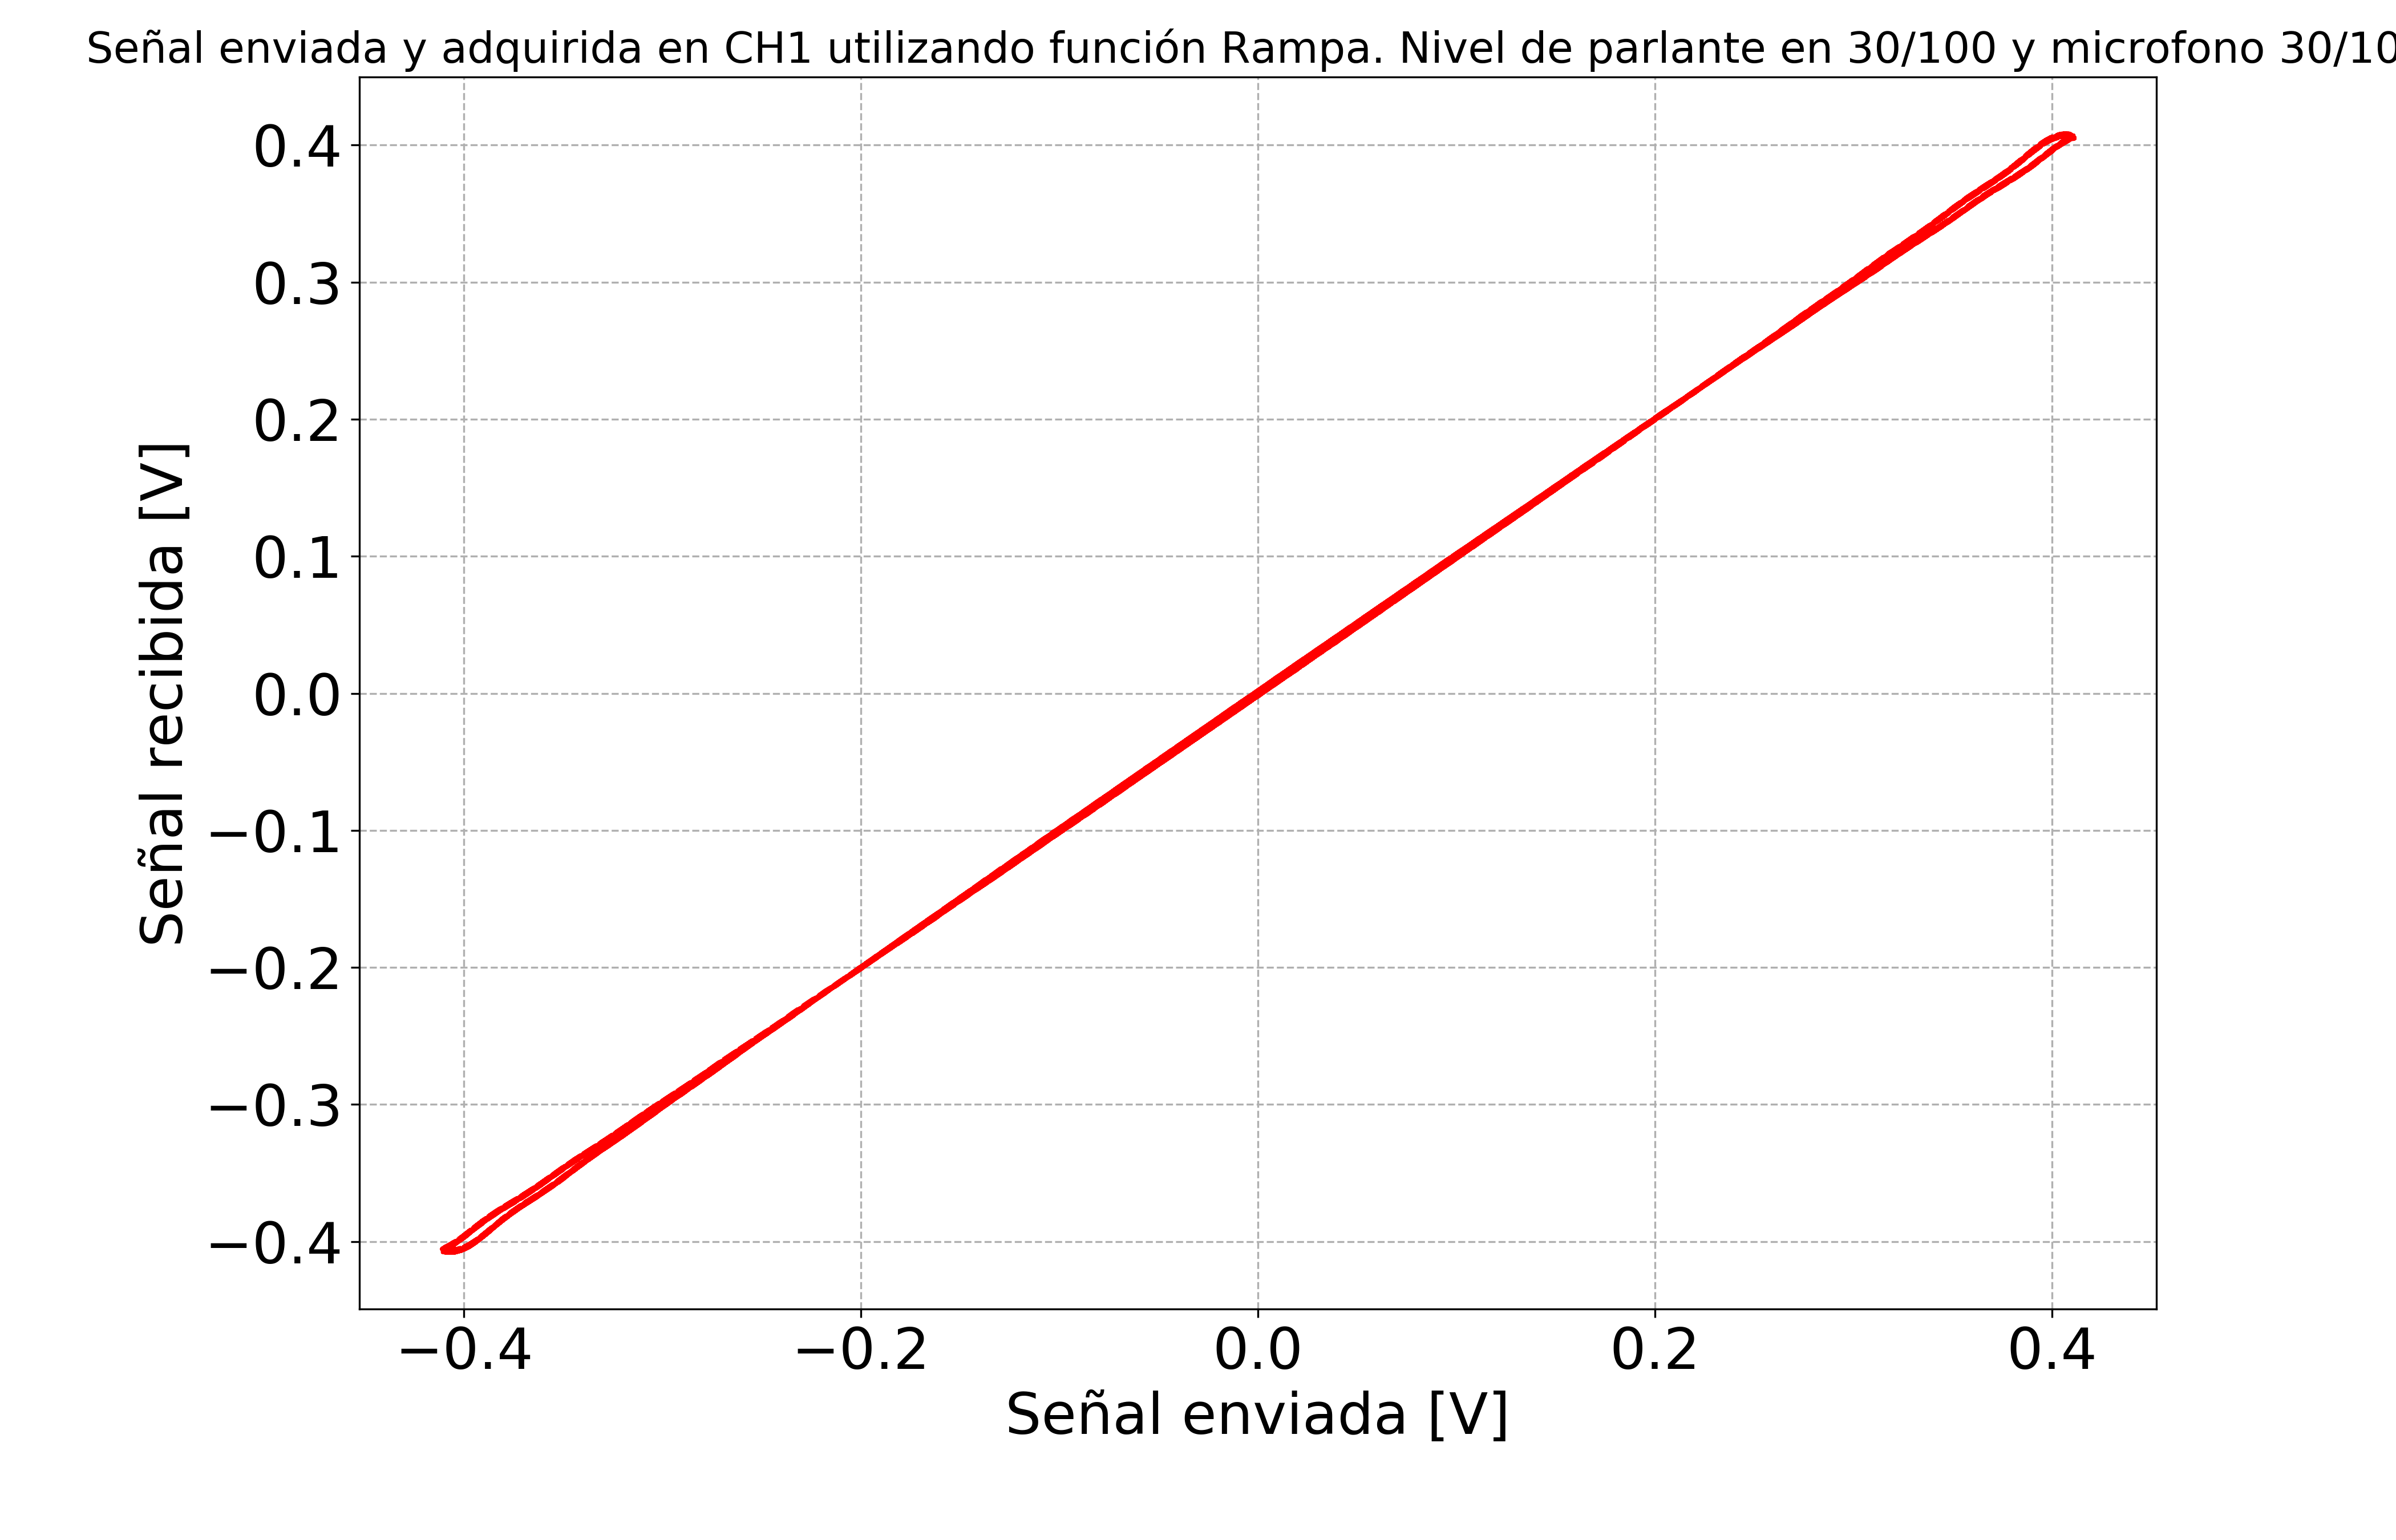 Señal enviada y adquirida en CH1 utilizando función Rampa. Nivel de parlante en 30/100 y microfono 30/10
0.4
0.3
0.2
0.1
0.0
−0.1
−0.2
−0.3
−0.4
Señal recibida [V]
−0.4 −0.2 0.0 0.2 0.4
Señal enviada [V]